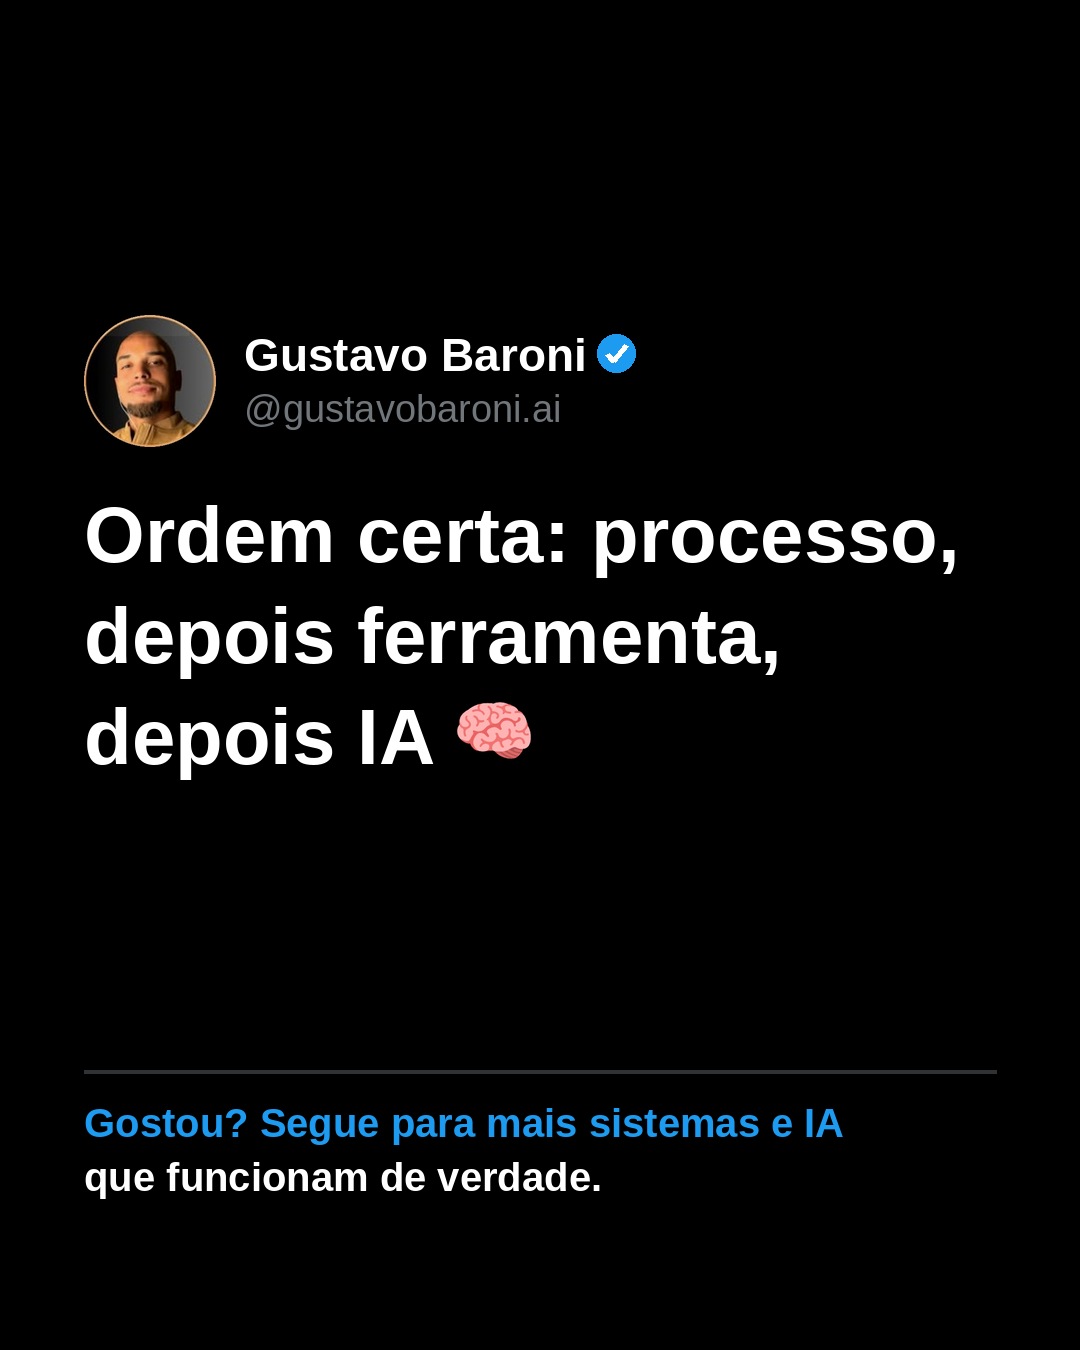 Gustavo Baroni
@gustavobaroni.ai
Ordem certa: processo,
depois ferramenta,
depois IA 🧠
Gostou? Segue para mais sistemas e IA
que funcionam de verdade.